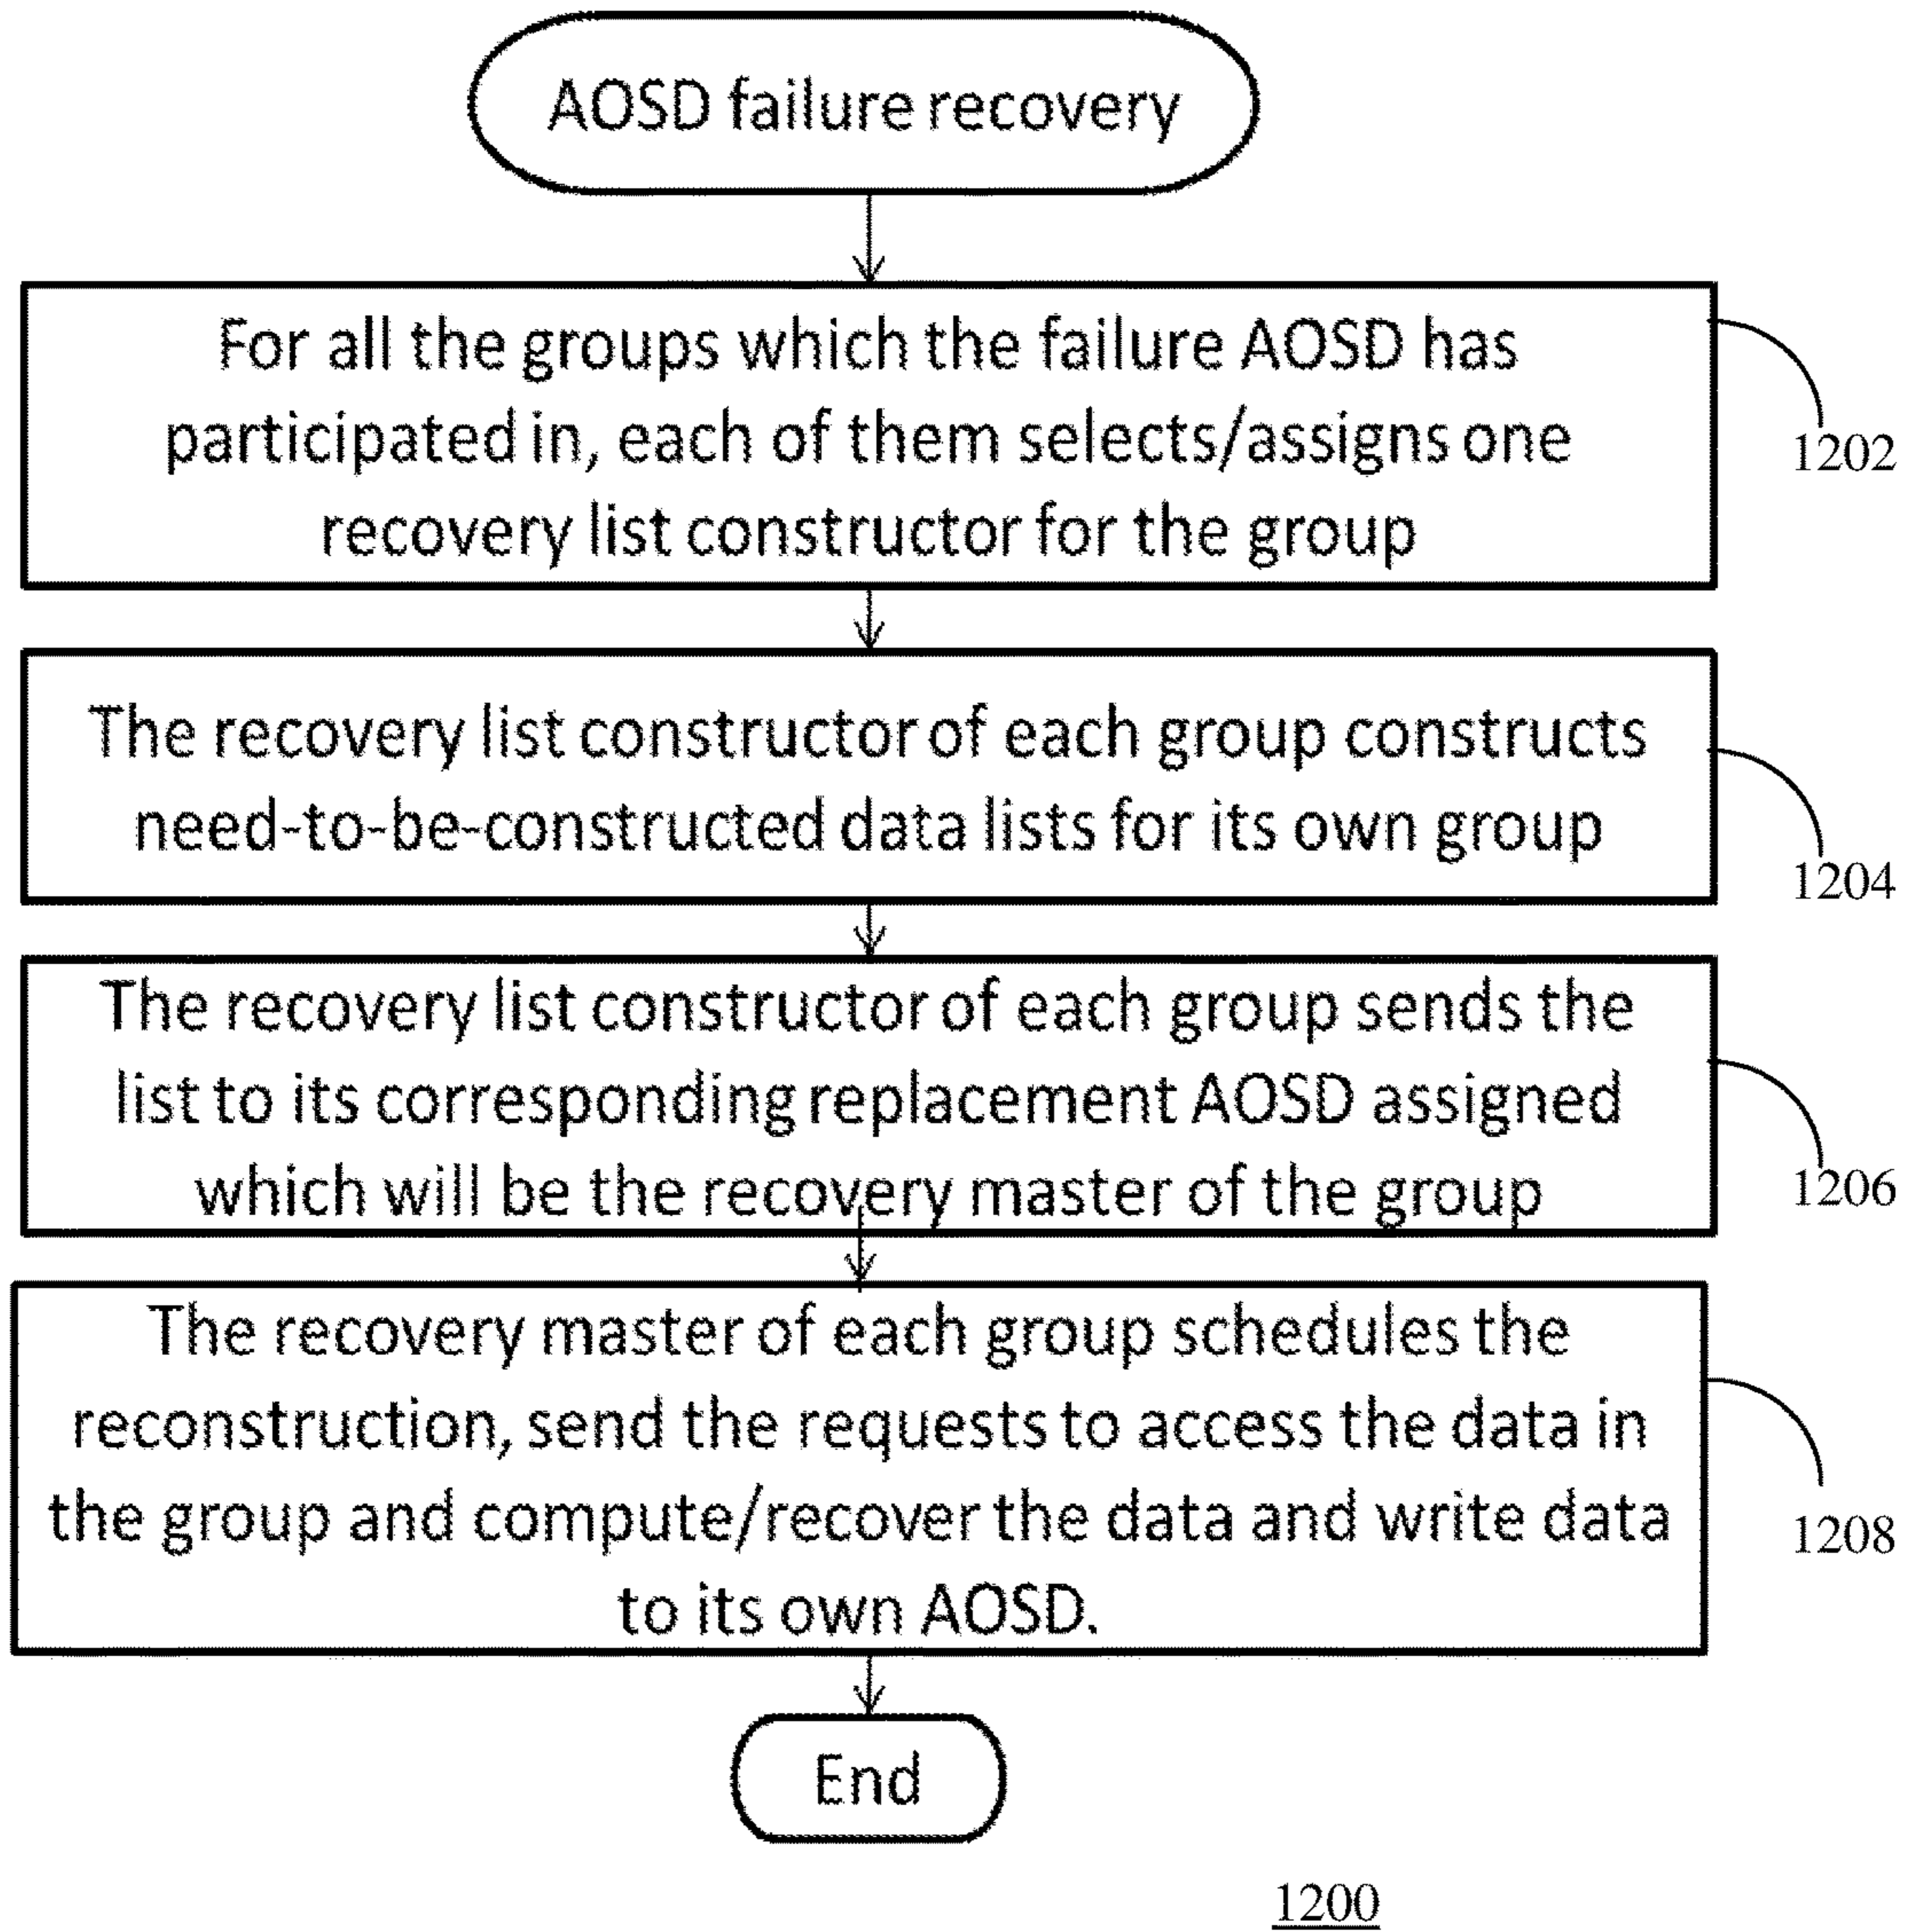 AOSD failure recovery
For all the groups which the failure AOSD has
participated in, each of them selects/assigns one
recovery list constructor for the group
1202
The recovery list constructor of each group constructs
need-to-be-constructed data lists for its own group
1204
The recovery list constructor of each group sends the
list to its corresponding replacement AOSD assigned
which will be the recovery master of the group
1206
The recovery master of each group schedules the
reconstruction, send the requests to access the data in
the group and compute/recover the data and write data
to its own AOSD.
1208
End
1200